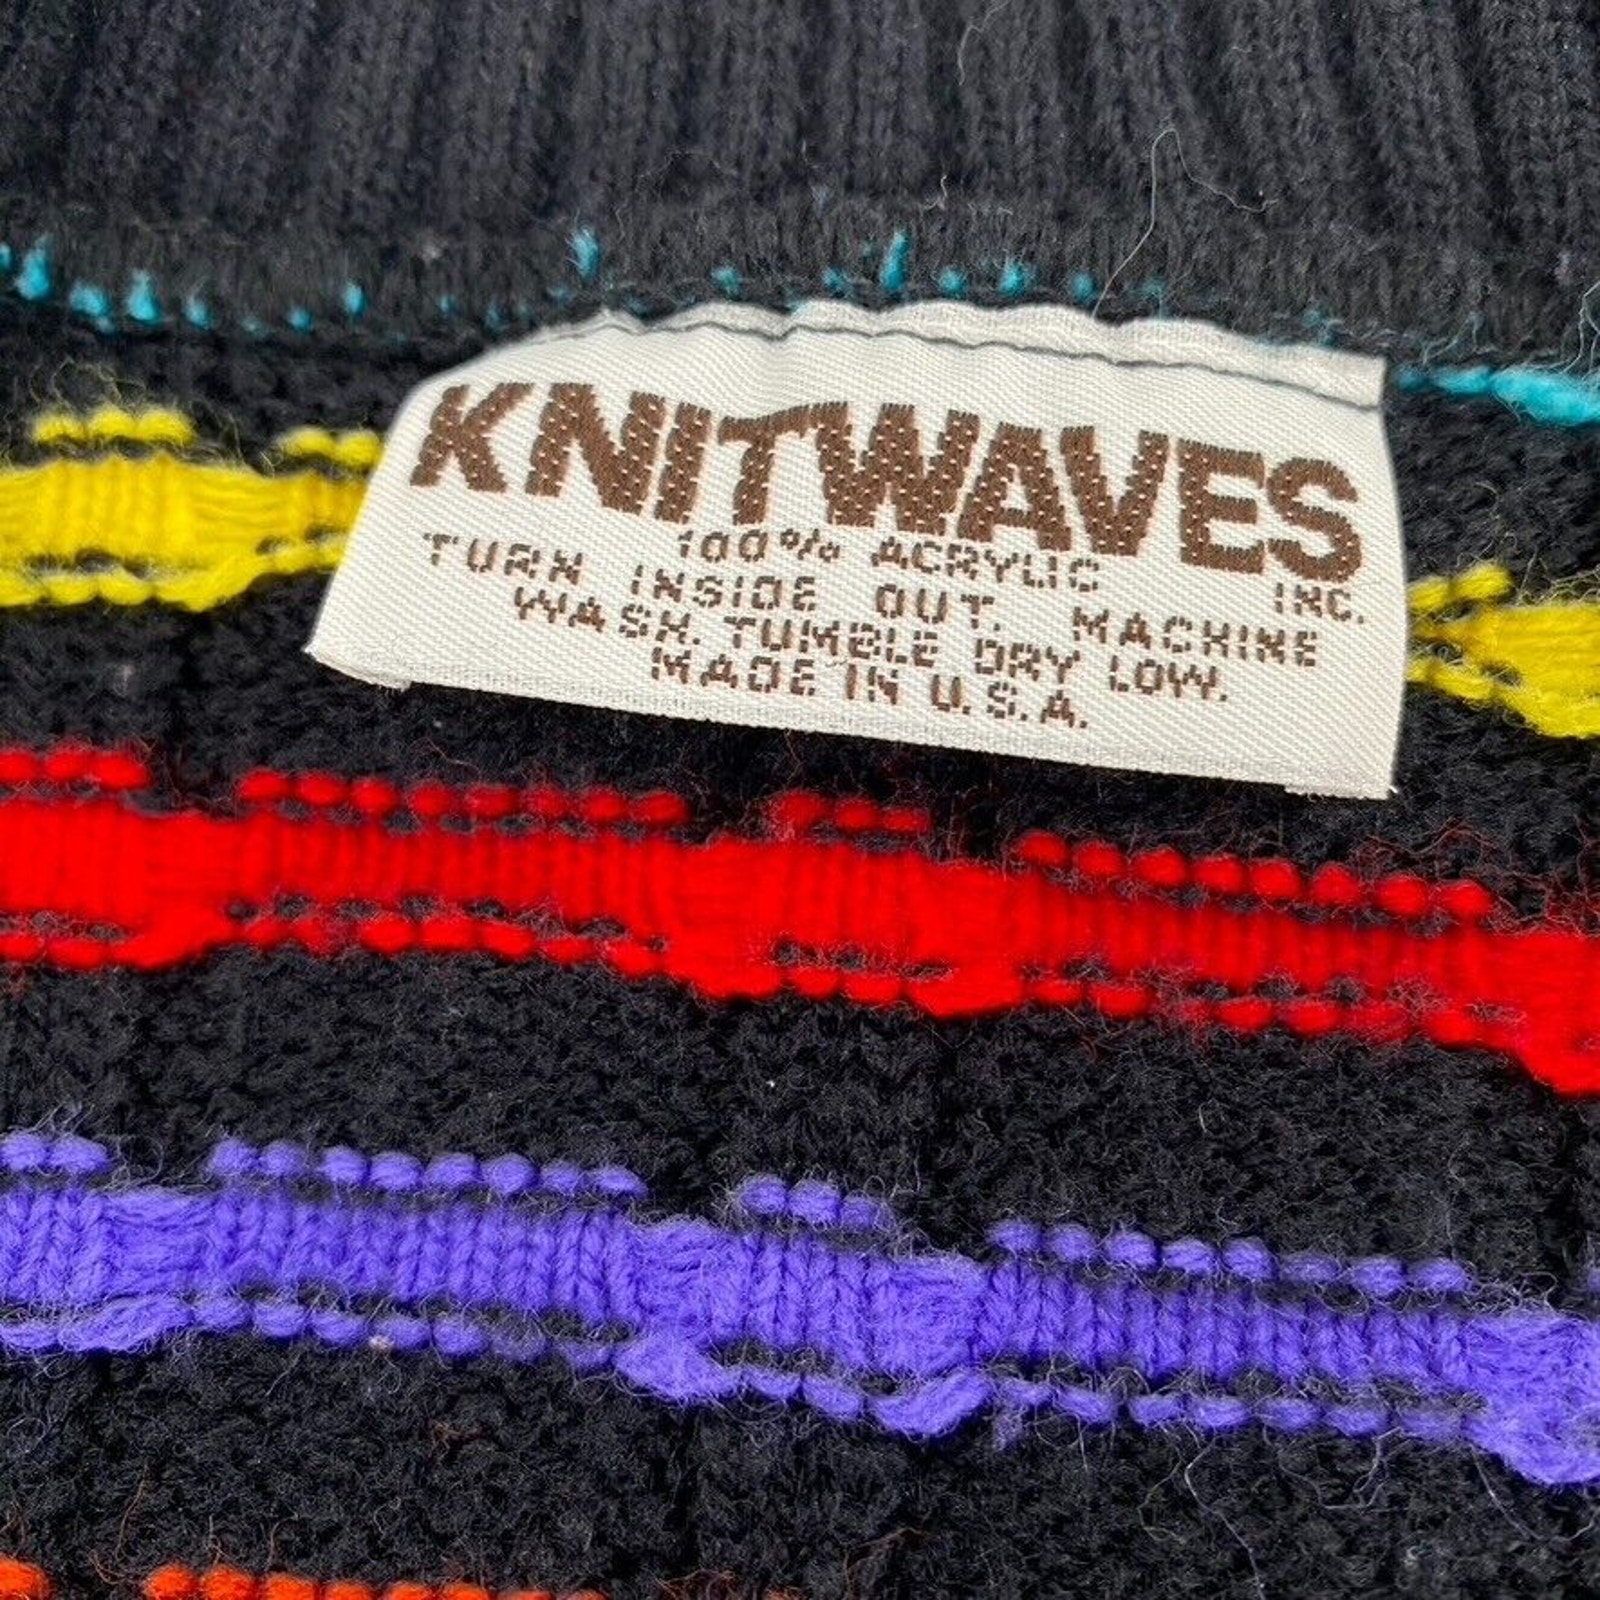 KNITWAVES
INC.
100% ACRYLIC
TURN INSIDE OUT. MACHINE
WASH. TUMBLE DRY LOW.
MADE IN U.S.A.